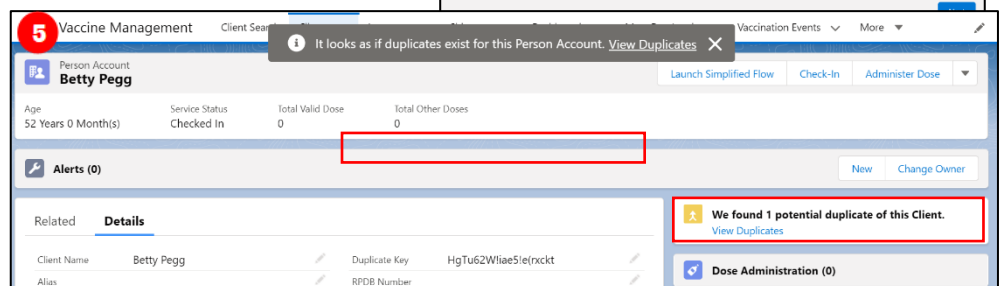 5
Vaccine Management
Client Sear
Vaccination Events
More
It looks as if duplicates exist for this Person Account. View Duplicates
Person Account
Betty Pegg
Launch Simplified Flow
Check-In
Administer Dose
Age
Service Status
Total Valid Dose
Total Other Doses
52 Years 0 Month(s)
Checked In
0
0
Alerts (0)
New
Change Owner
Related
Details
We found 1 potential duplicate of this Client.
View Duplicates
Client Name
Betty Pegg
Duplicate Key
HgTu62W!iae5!e(rxckt
Alias
RPDB Number
Dose Administration (0)